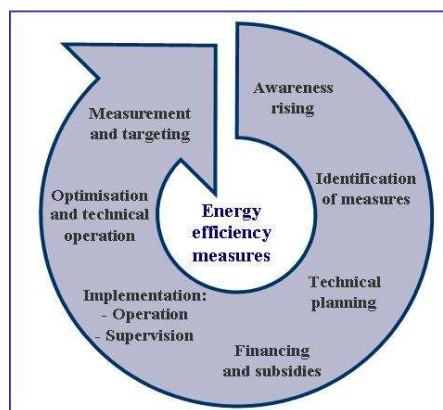 Awareness
rising
Identification
of measures
Technical
planning
Financing
and subsidies
Implementation:
- Operation
- Supervision
Optimisation
and technical
operation
Measurement
and targeting
Energy
efficiency
measures